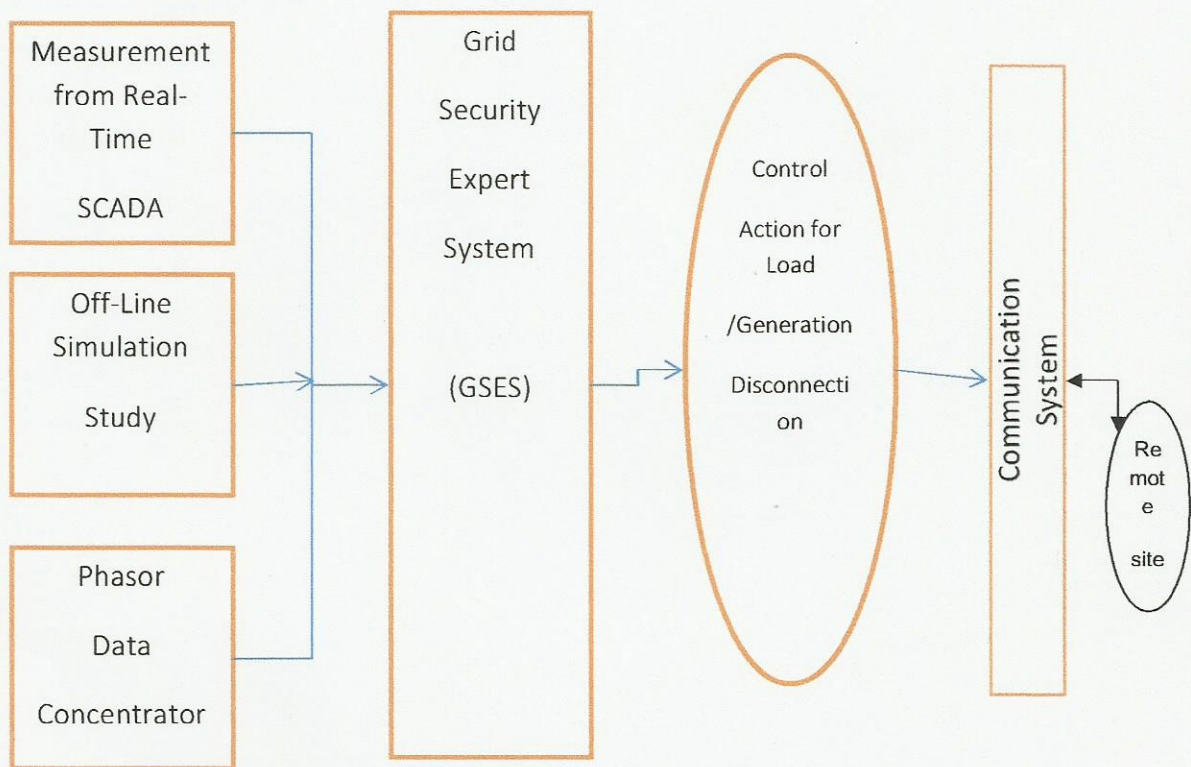 Measurement
from Real-
Time
SCADA
Off-Line
Simulation
Study
Phasor
Data
Concentrator
Grid
Security
Expert
System
(GSES)
Control
Action for
Load
/Generation
Disconnecti
on
Communication
System
Re
mot
e
site